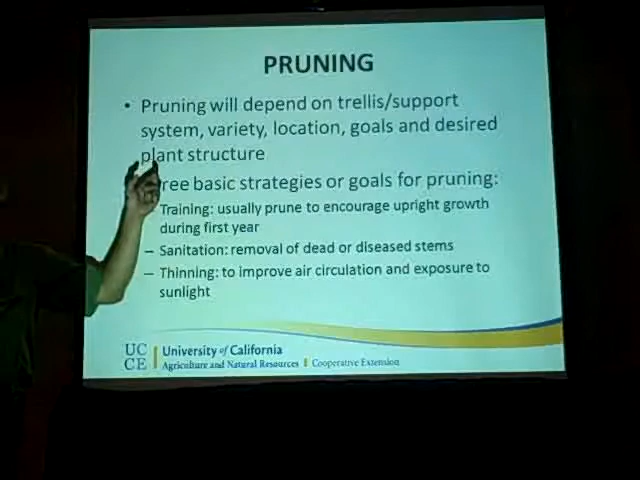 PRUNING
• Pruning will depend on trellis/support
system, variety, location, goals and desired
plant structure
ree basic strategies or goals for pruning:
Training: usually prune to encourage upright growth
during first year
– Sanitation: removal of dead or diseased stems
– Thinning: to improve air circulation and exposure to
sunlight
UC
CE
University of California
Agriculture and Natural Resources Cooperative Extension